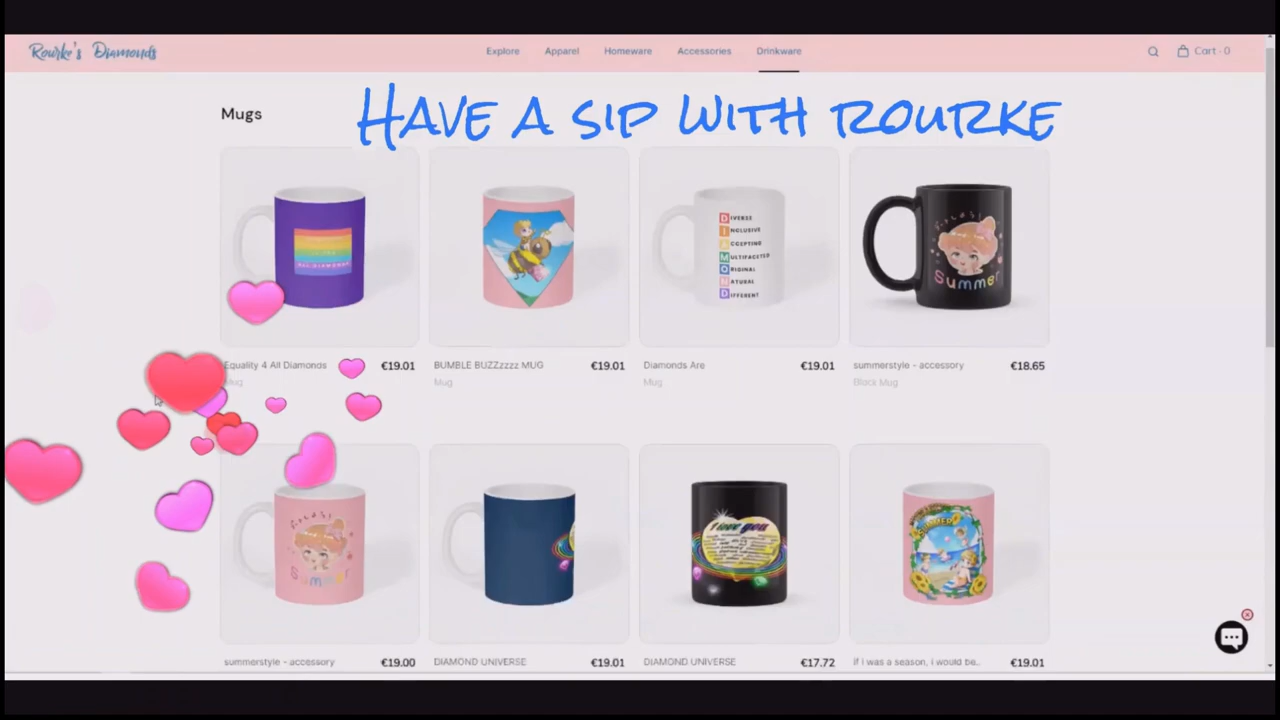 Rourke's Diamonds
Explore Apparel Homeware Accessories Drinkware
Cart · 0
Mugs
HAVE A SIP WITH ROURKE
DIVERSE
INCLUSIVE
ACCEPTING
MULTIFACETED
ORIGINAL
NATURAL
DIFFERENT
Summer
Equality 4 All Diamonds €19.01
Mug
BUMBLE BUZZzzzz MUG €19.01
Mug
Diamonds Are €19.01
Mug
summerstyle - accessory €18.65
Black Mug
Summer
I love you
SUMMER
summerstyle - accessory €19.00
DIAMOND UNIVERSE €19.01
DIAMOND UNIVERSE €17.72
if i was a season, i would be... €19.01